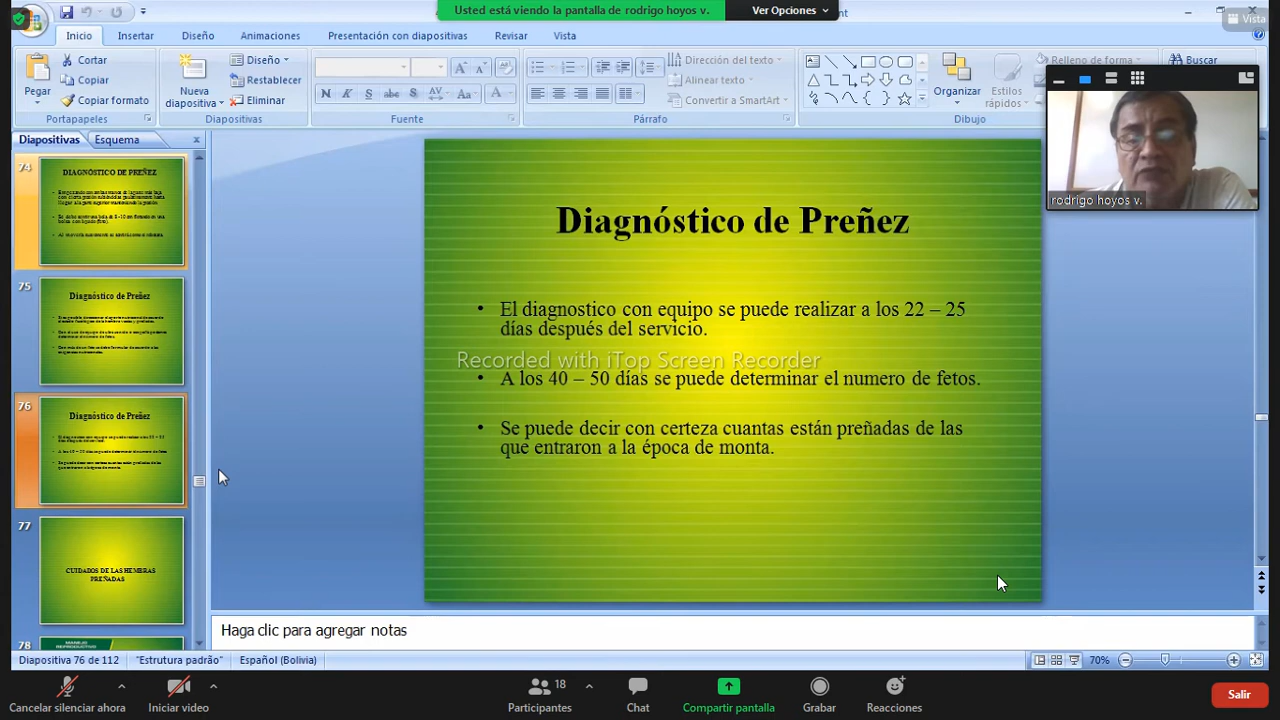 Usted está viendo la pantalla de rodrigo hoyos v.
Ver Opciones
Vista
Inicio
Insertar
Diseño
Animaciones
Presentación con diapositivas
Revisar
Vista
Cortar
Copiar
Copiar formato
Pegar
Portapapeles
Nueva
diapositiva
Diseño
Restablecer
Eliminar
Diapositivas
Fuente
Dirección del texto
Alinear texto
Convertir a SmartArt
Párrafo
Organizar
Estilos
rápidos
Relleno de forma
Dibujo
Buscar
rodrigo hoyos v.
Diapositivas
Esquema
74
DIAGNÓSTICO DE PREÑEZ
75
Diagnóstico de Preñez
76
Diagnóstico de Preñez
77
CUIDADOS DE LAS HEMBRAS
PREÑADAS
78
Diagnóstico de Preñez
• El diagnostico con equipo se puede realizar a los 22 – 25
días después del servicio.
Recorded with iTop Screen Recorder
• A los 40 – 50 días se puede determinar el numero de fetos.
• Se puede decir con certeza cuantas están preñadas de las
que entraron a la época de monta.
Haga clic para agregar notas
Diapositiva 76 de 112
"Estrutura padrão"
Español (Bolivia)
70%
Cancelar silenciar ahora
Iniciar video
18
Participantes
Chat
Compartir pantalla
Grabar
Reacciones
Salir